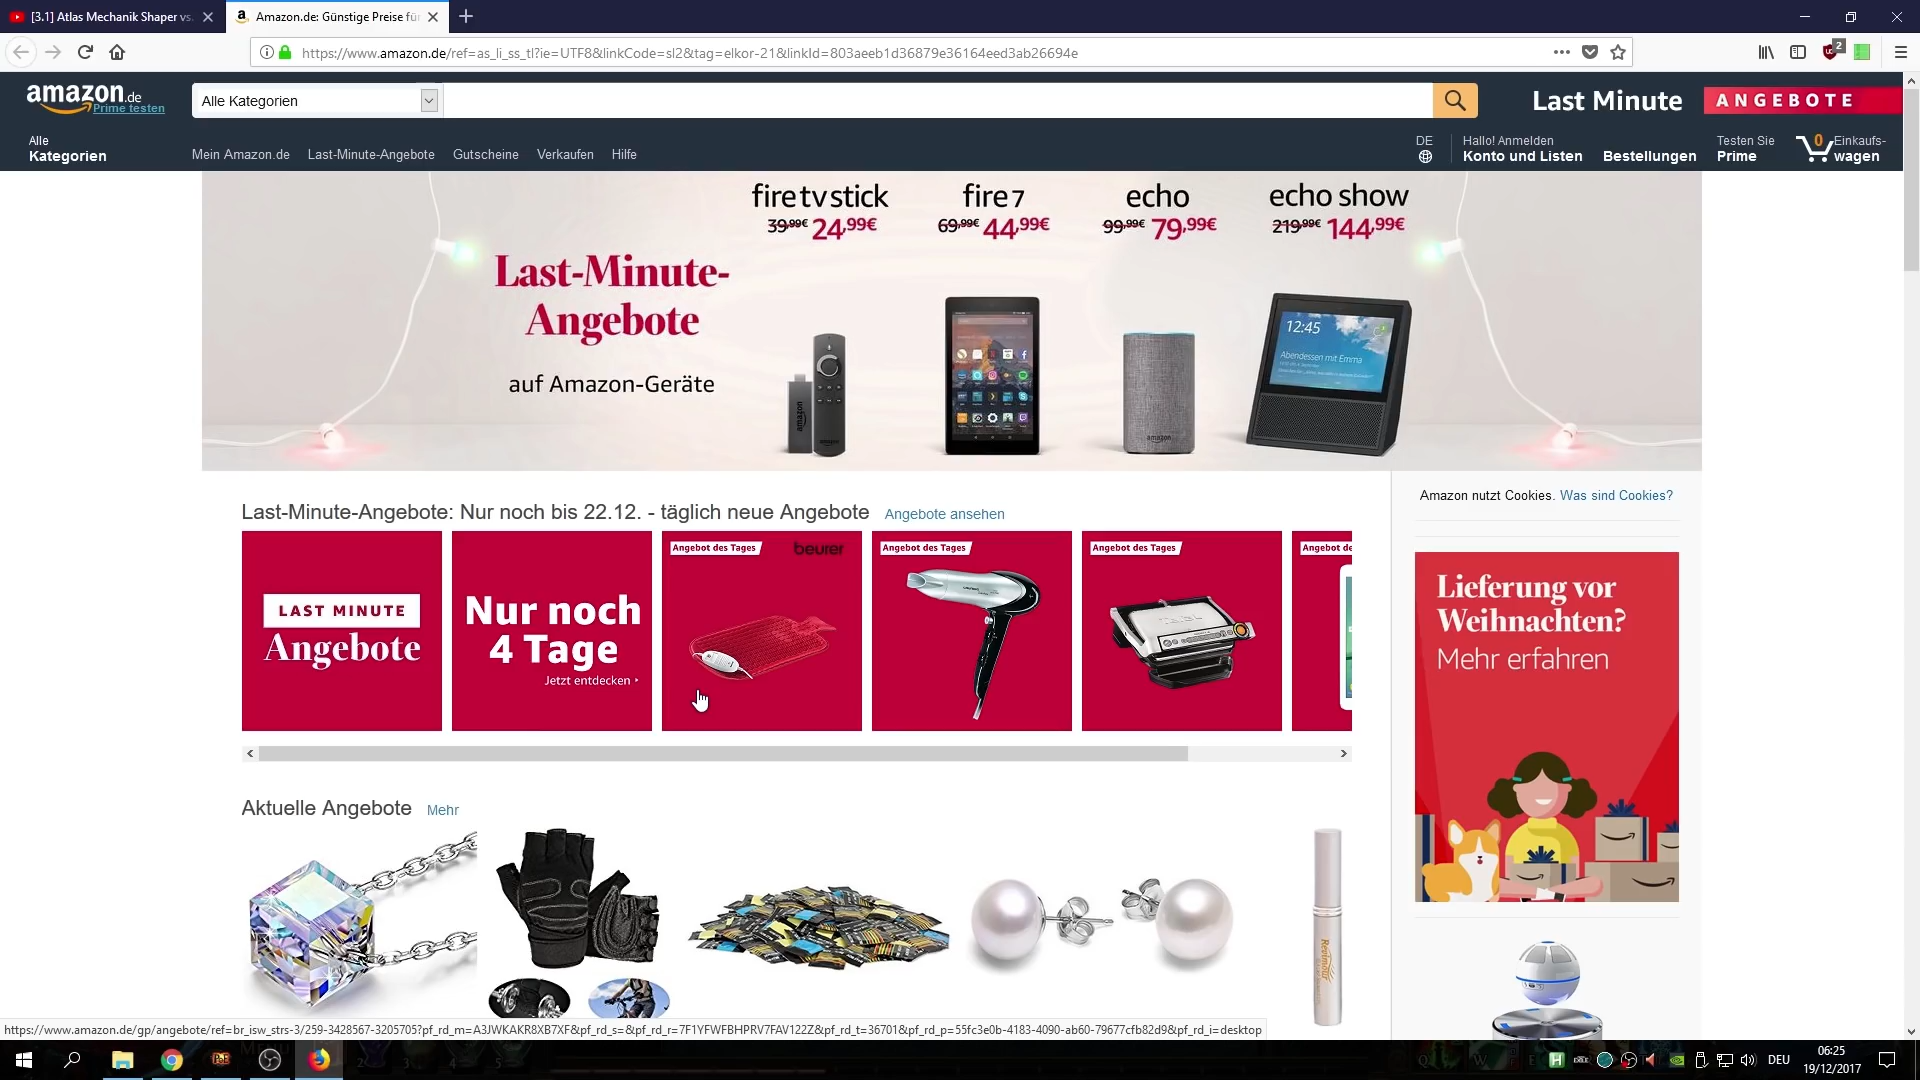 [3.1] Atlas Mechanik Shaper vs.
Amazon.de: Günstige Preise für
https://www.amazon.de/ref=as_li_ss_tl?ie=UTF8&linkCode=sl2&tag=elkor-21&linkId=803aeeb1d36879e36164eed3ab26694e
2
amazon.de
Prime testen
Alle Kategorien
Last Minute
ANGEBOTE
Alle
Kategorien
Mein Amazon.de
Last-Minute-Angebote
Gutscheine
Verkaufen
Hilfe
DE
Hallo! Anmelden
Konto und Listen
Bestellungen
Testen Sie
Prime
0
Einkaufs-
wagen
fire tv stick
39,99€ 24,99€
fire 7
69,99€ 44,99€
echo
99,99€ 79,99€
echo show
219,99€ 144,99€
Last-Minute-
Angebote
auf Amazon-Geräte
12:45
Abendessen mit Emma
amazon
amazon
Last-Minute-Angebote: Nur noch bis 22.12. - täglich neue Angebote
Angebote ansehen
Amazon nutzt Cookies. Was sind Cookies?
LAST MINUTE
Angebote
Nur noch
4 Tage
Jetzt entdecken
Angebot des Tages
beurer
Angebot des Tages
Angebot des Tages
Angebot de
Lieferung vor
Weihnachten?
Mehr erfahren
Aktuelle Angebote
Mehr
https://www.amazon.de/gp/angebote/ref=br_isw_strs-3/259-3428567-3205705?pf_rd_m=A3JWKAKR8XB7XF&pf_rd_s=&pf_rd_r=7F1YFWFBHPRV7FAV122Z&pf_rd_t=36701&pf_rd_p=55fc3e0b-4183-4090-ab60-79677cfb82d9&pf_rd_i=desktop
DEU
06:25
19/12/2017